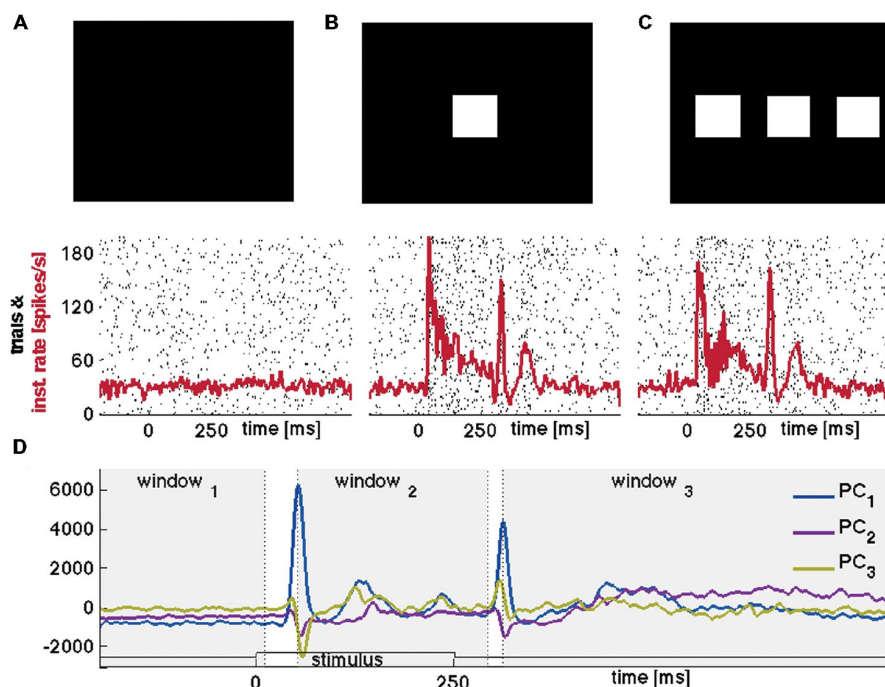 A
B
C
trials &
inst. rate [spikes/s]
180
120
60
0
0 250 time [ms]
0 250 time [ms]
0 250 time [ms]
D
window 1
window 2
window 3
PC1
PC2
PC3
6000
4000
2000
0
-2000
stimulus
0 250 time [ms]